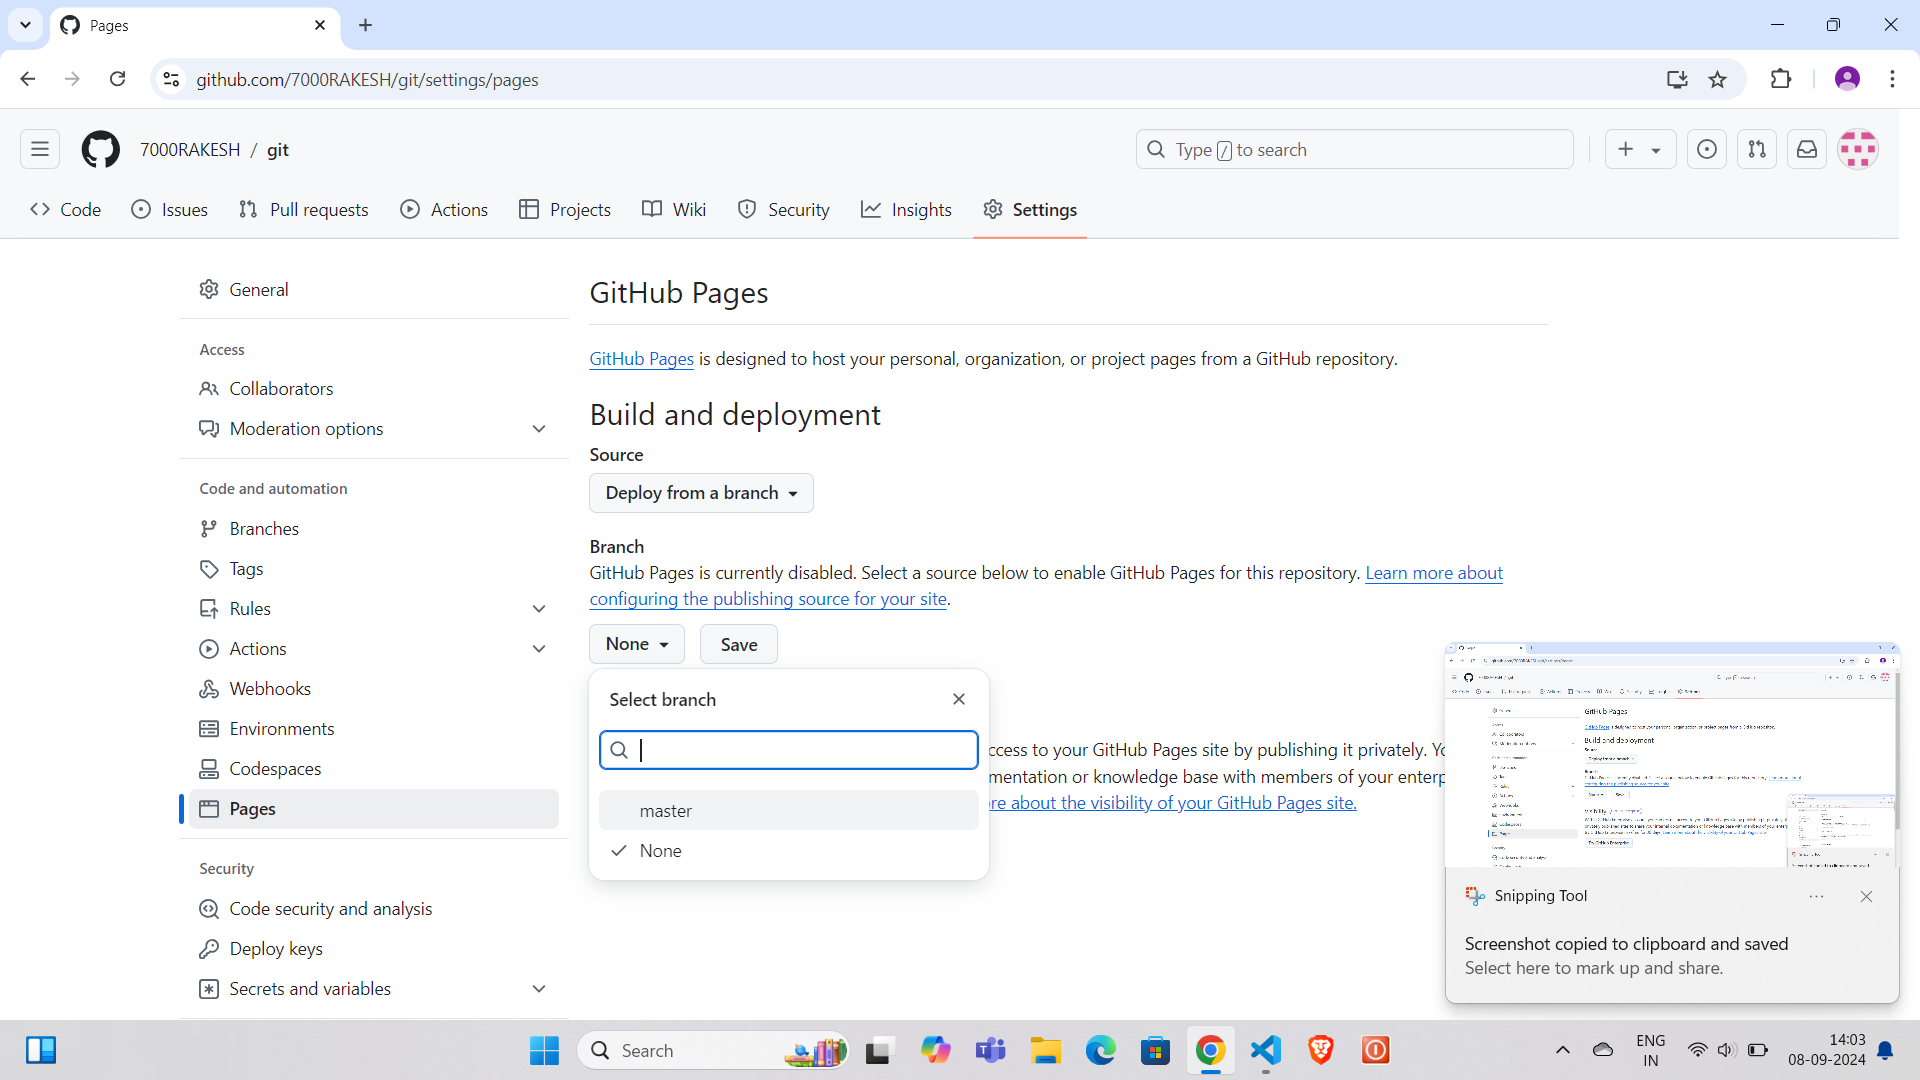 Pages
github.com/7000RAKESH/git/settings/pages
7000RAKESH / git
Type / to search
Code Issues Pull requests Actions Projects Wiki Security Insights Settings
General
Access
Collaborators
Moderation options
Code and automation
Branches
Tags
Rules
Actions
Webhooks
Environments
Codespaces
Pages
Security
Code security and analysis
Deploy keys
Secrets and variables
GitHub Pages
GitHub Pages is designed to host your personal, organization, or project pages from a GitHub repository.
Build and deployment
Source
Deploy from a branch
Branch
GitHub Pages is currently disabled. Select a source below to enable GitHub Pages for this repository. Learn more about
configuring the publishing source for your site.
None Save
Select branch
master
None
ccess to your GitHub Pages site by publishing it privately. Yo
mentation or knowledge base with members of your enterp
re about the visibility of your GitHub Pages site.
GitHub Pages
Build and deployment
Snipping Tool
Screenshot copied to clipboard and saved
Select here to mark up and share.
Search
ENG
IN
14:03
08-09-2024